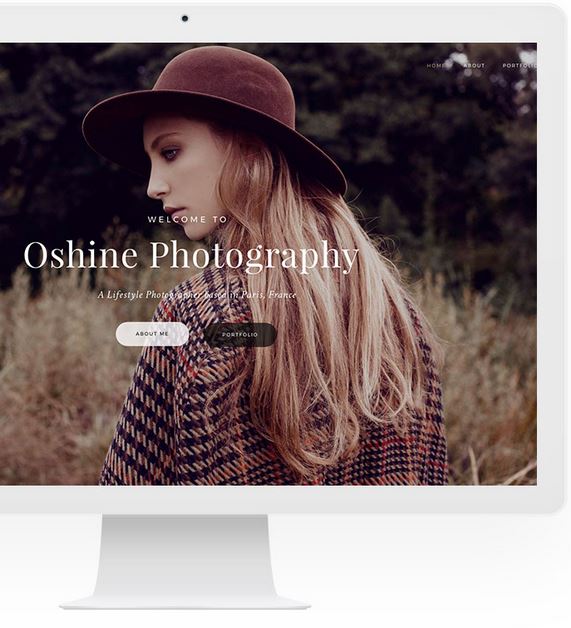 HOME ABOUT PORTFOLIO
WELCOME TO
Oshine Photography
A Lifestyle Photographer based in Paris, France
ABOUT ME PORTFOLIO